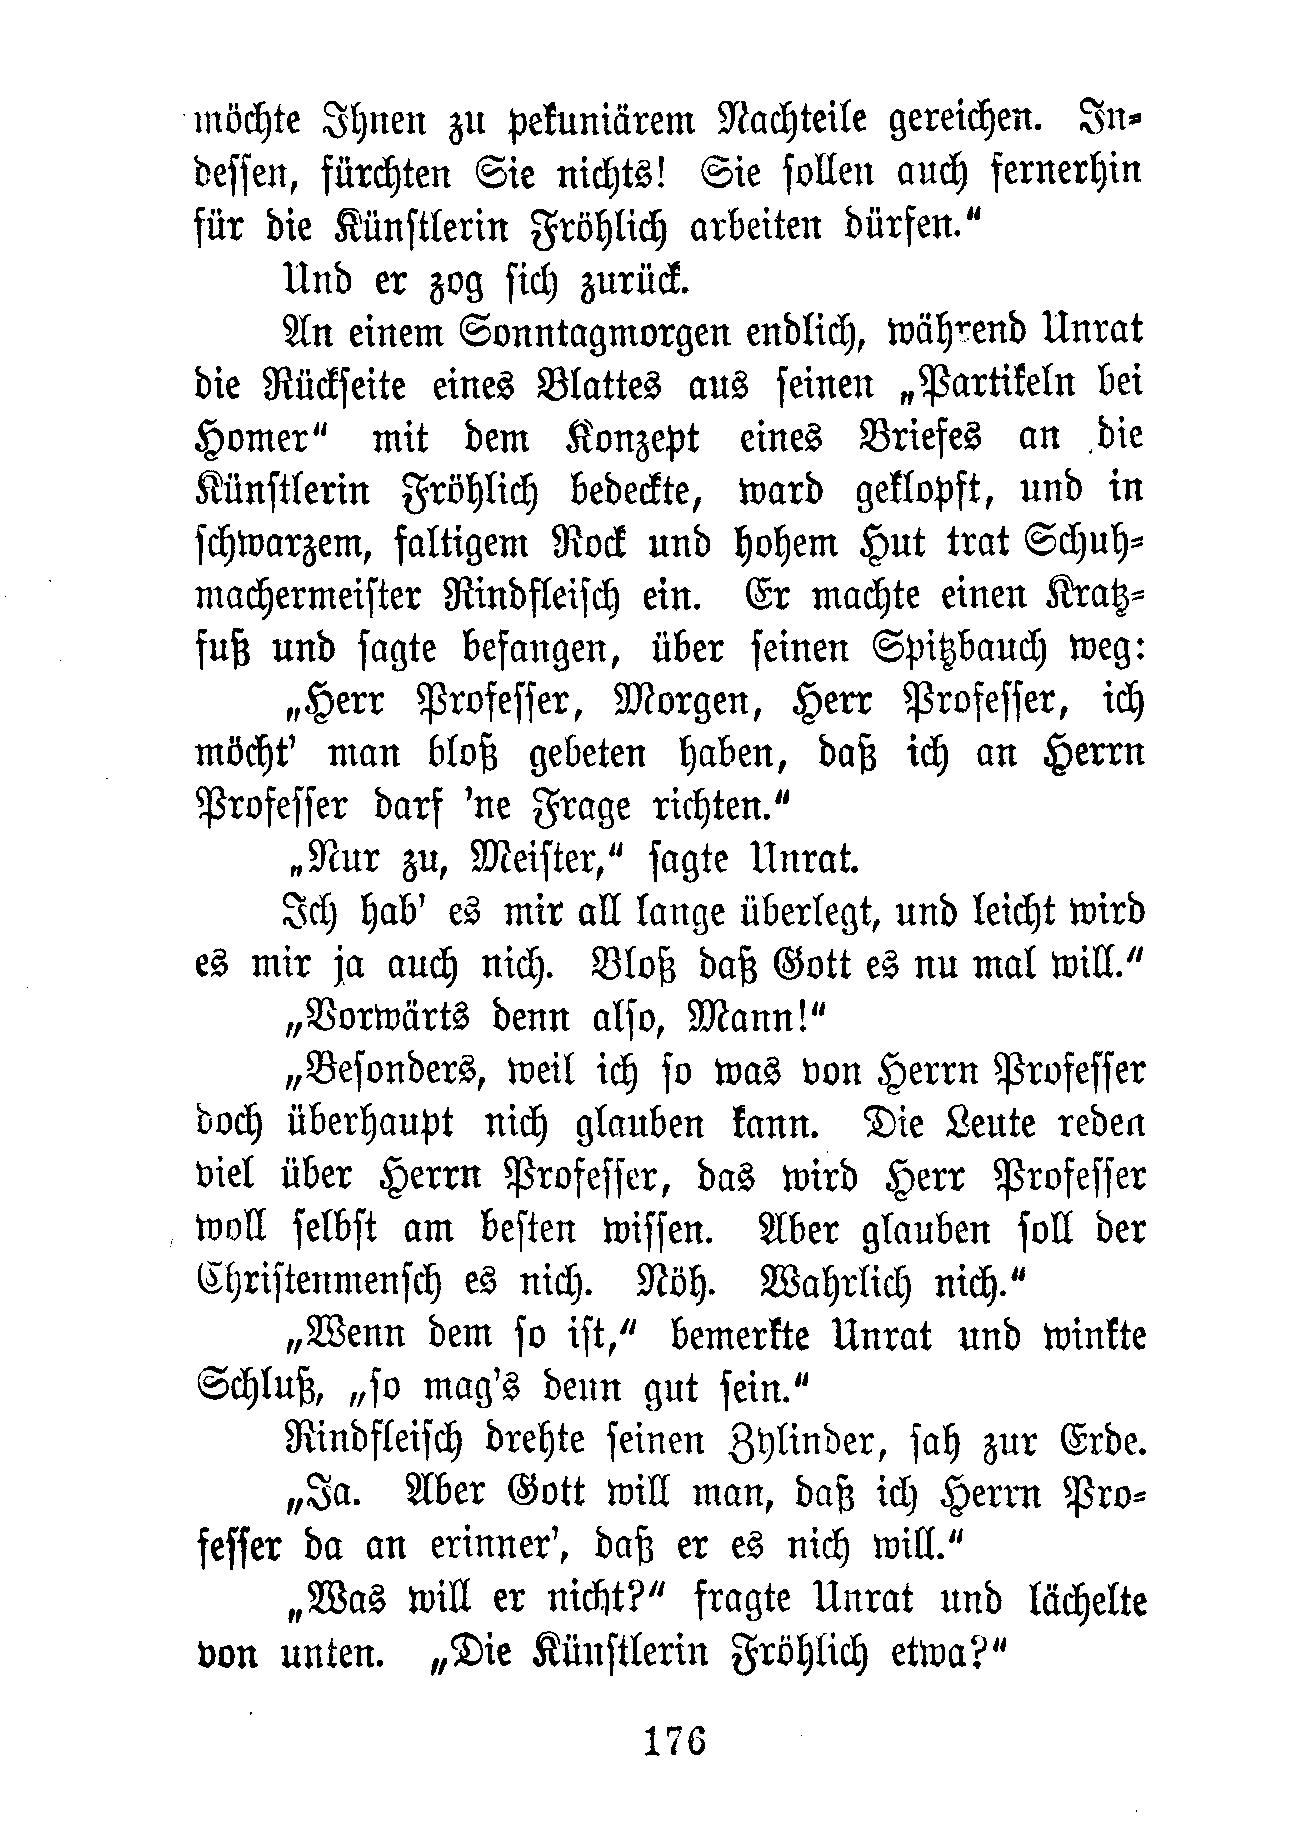 möchte Ihnen zu pekuniärem Nachteile gereichen. In-
dessen, fürchten Sie nichts! Sie sollen auch fernerhin
für die Künstlerin Fröhlich arbeiten dürfen.“
Und er zog sich zurück.
An einem Sonntagmorgen endlich, während Unrat
die Rückseite eines Blattes aus seinen „Partikeln bei
Homer“ mit dem Konzept eines Briefes an die
Künstlerin Fröhlich bedeckte, ward geklopft, und in
schwarzem, faltigem Rock und hohem Hut trat Schuh-
machermeister Rindfleisch ein. Er machte einen Kratz-
fuß und sagte befangen, über seinen Spitzbauch weg:
„Herr Professer, Morgen, Herr Professer, ich
möcht’ man bloß gebeten haben, daß ich an Herrn
Professer darf ’ne Frage richten.“
„Nur zu, Meister,“ sagte Unrat.
Ich hab’ es mir all lange überlegt, und leicht wird
es mir ja auch nich. Bloß daß Gott es nu mal will.“
„Vorwärts denn also, Mann!“
„Besonders, weil ich so was von Herrn Professer
doch überhaupt nich glauben kann. Die Leute reden
viel über Herrn Professer, das wird Herr Professer
woll selbst am besten wissen. Aber glauben soll der
Christenmensch es nich. Nöh. Wahrlich nich.“
„Wenn dem so ist,“ bemerkte Unrat und winkte
Schluß, „so mag’s denn gut sein.“
Rindfleisch drehte seinen Zylinder, sah zur Erde.
„Ja. Aber Gott will man, daß ich Herrn Pro-
fesser da an erinner’, daß er es nich will.“
„Was will er nicht?“ fragte Unrat und lächelte
von unten. „Die Künstlerin Fröhlich etwa?“
176